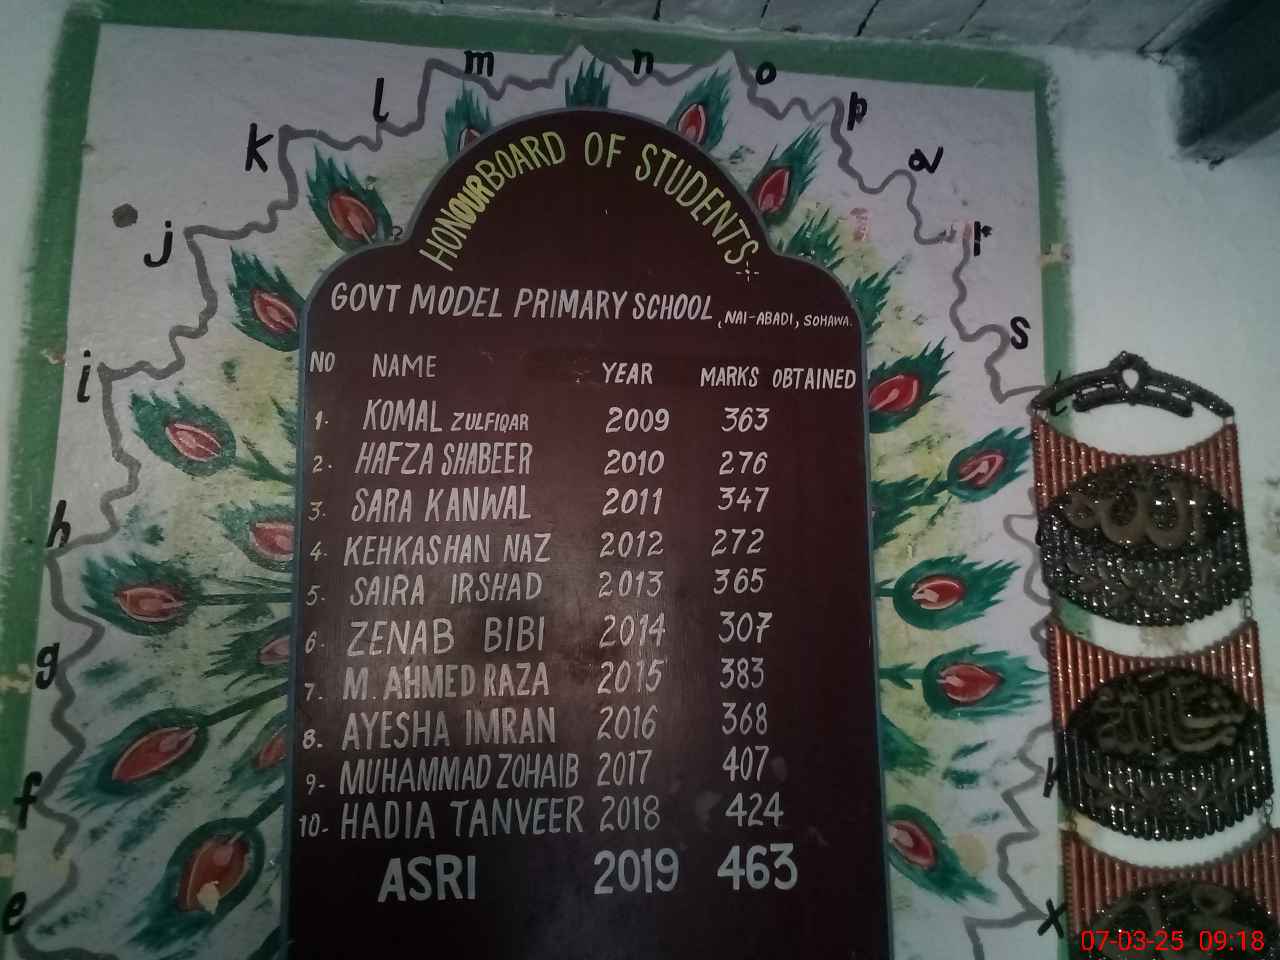 HONOUR BOARD OF STUDENTS
GOVT MODEL PRIMARY SCHOOL, NAI-ABADI, SOHAWA.
NO NAME YEAR MARKS OBTAINED
1. KOMAL ZULFIQAR 2009 363
2. HAFZA SHABEER 2010 276
3. SARA KANWAL 2011 347
4. KEHKASHAN NAZ 2012 272
5. SAIRA IRSHAD 2013 365
6. ZENAB BIBI 2014 307
7. M. AHMED RAZA 2015 383
8. AYESHA IMRAN 2016 368
9- MUHAMMAD ZOHAIB 2017 407
10- HADIA TANVEER 2018 424
ASRI 2019 463
e
f
g
h
i
j
k
l
m
n
o
p
q
r
s
x
الله
ماشاءالله
07-03-25 09:18